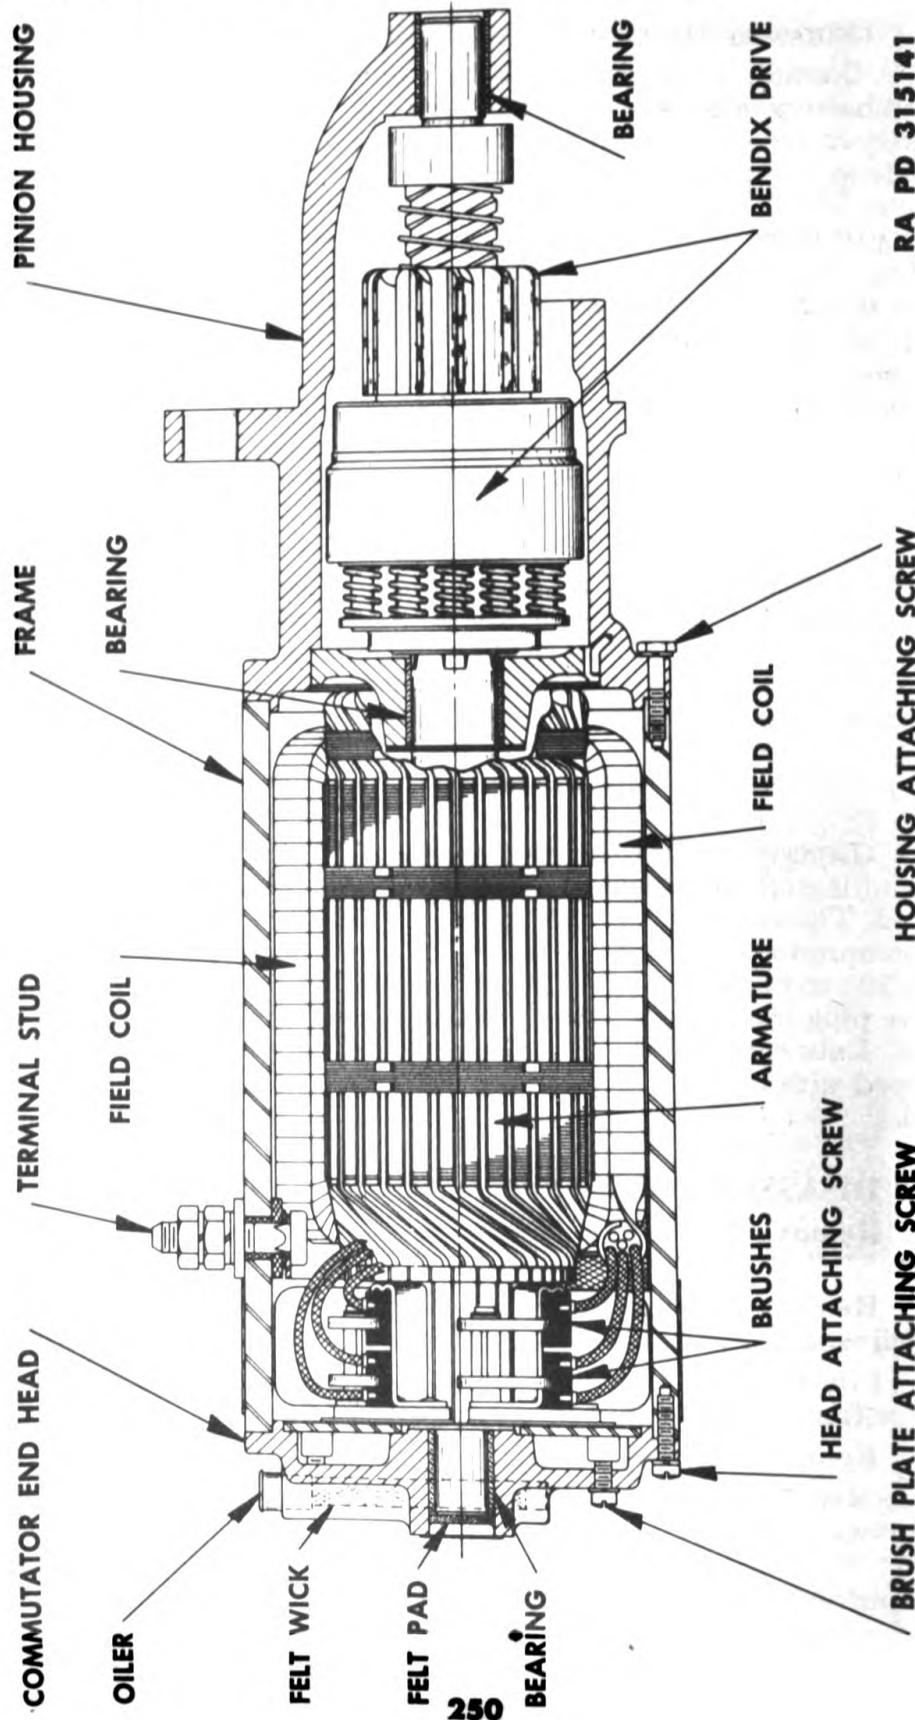 COMMUTATOR END HEAD
TERMINAL STUD
FRAME
PINION HOUSING
OILER
FIELD COIL
BEARING
FELT WICK
FELT PAD
BEARING
BRUSHES
ARMATURE
FIELD COIL
BEARING
BENDIX DRIVE
HEAD ATTACHING SCREW
BRUSH PLATE ATTACHING SCREW
HOUSING ATTACHING SCREW
RA PD 315141
250